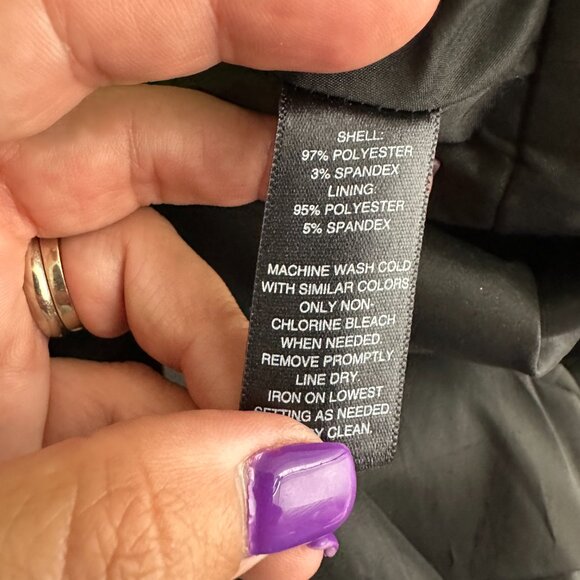 SHELL:
97% POLYESTER
3% SPANDEX
LINING:
95% POLYESTER
5% SPANDEX
MACHINE WASH COLD
WITH SIMILAR COLORS
ONLY NON-
CHLORINE BLEACH
WHEN NEEDED.
REMOVE PROMPTLY.
LINE DRY.
IRON ON LOWEST
SETTING AS NEEDED.
CLEAN.